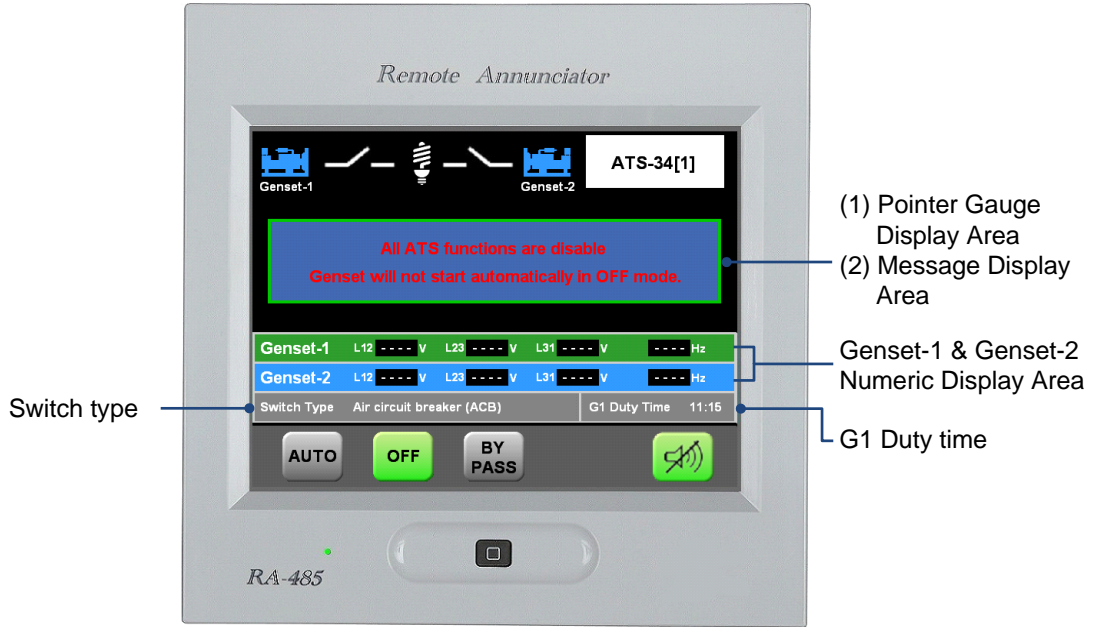 Remote Annunciator
Genset-1
Genset-2
ATS-34[1]
All ATS functions are disable
Genset will not start automatically in OFF mode.
Genset-1 L12 ---- V L23 ---- V L31 ---- V ---- Hz
Genset-2 L12 ---- V L23 ---- V L31 ---- V ---- Hz
Switch Type Air circuit breaker (ACB) G1 Duty Time 11:15
AUTO
OFF
BY
PASS
RA-485
Switch type
(1) Pointer Gauge
Display Area
(2) Message Display
Area
Genset-1 & Genset-2
Numeric Display Area
G1 Duty time